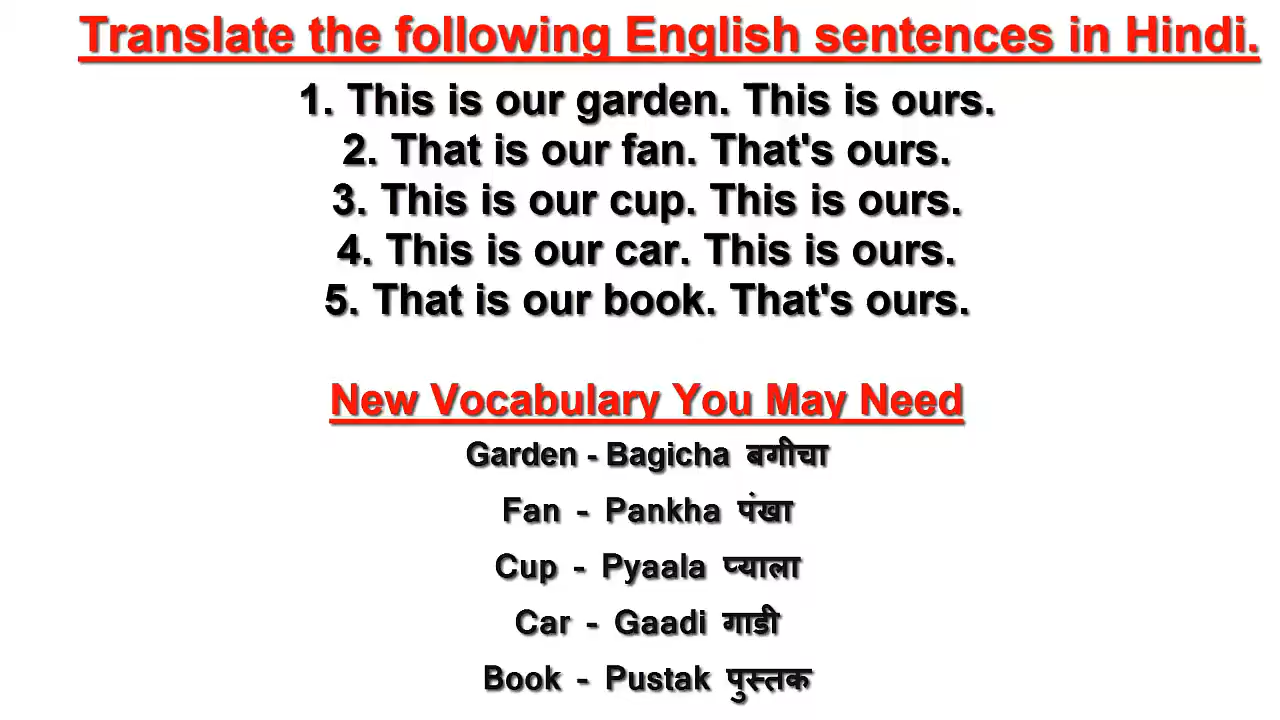 Translate the following English sentences in Hindi.
1. This is our garden. This is ours.
2. That is our fan. That's ours.
3. This is our cup. This is ours.
4. This is our car. This is ours.
5. That is our book. That's ours.
New Vocabulary You May Need
Garden - Bagicha बगीचा
Fan - Pankha पंखा
Cup - Pyaala प्याला
Car - Gaadi गाडी
Book - Pustak पुस्तक